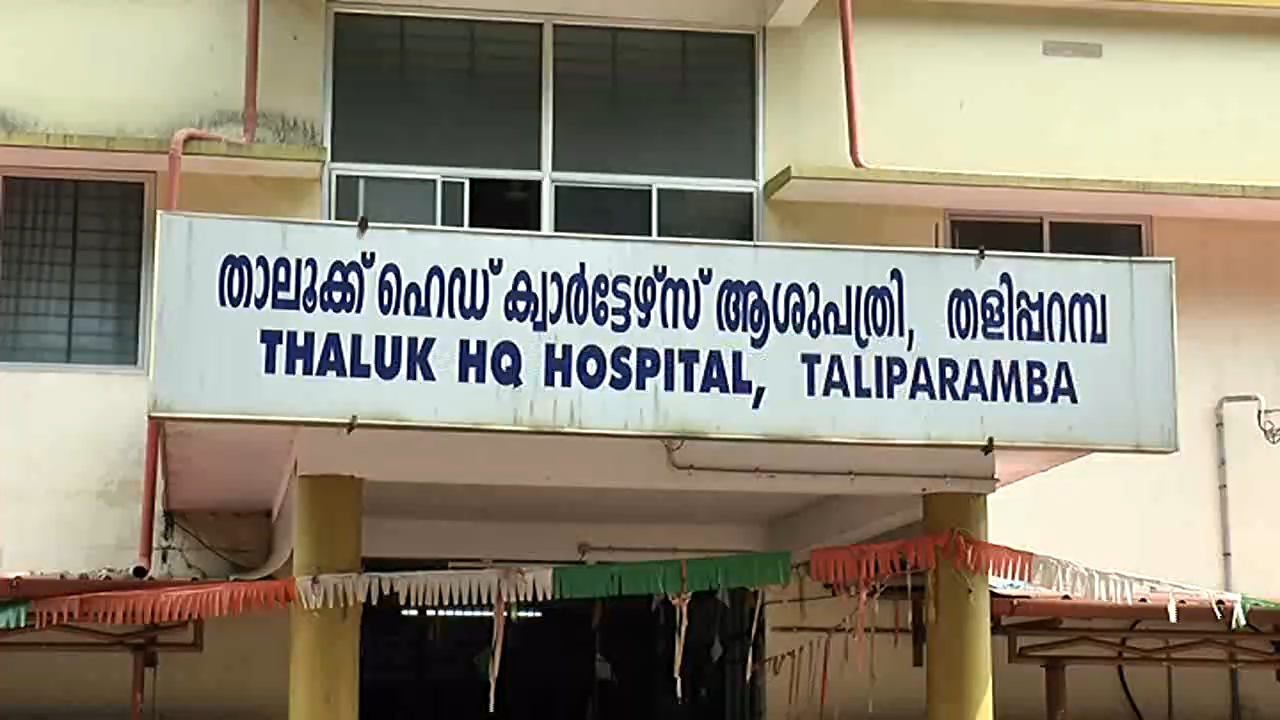 താലൂക്ക് ഹെഡ് ക്വാർട്ടേഴ്സ് ആശുപത്രി, തളിപ്പറമ്പ
THALUK HQ HOSPITAL, TALIPARAMBA